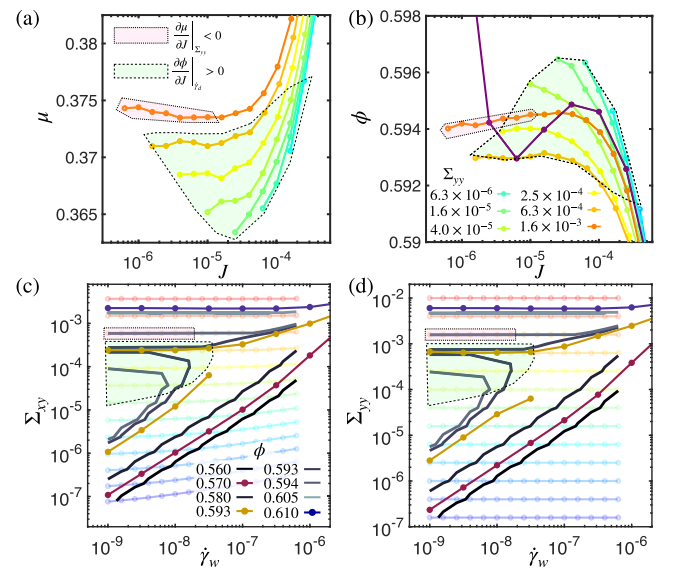 (a)
0.38
0.375
0.37
0.365
μ
∂μ/∂J|Σyy < 0
∂ϕ/∂J|γ̇d > 0
10⁻⁶ 10⁻⁵ 10⁻⁴
J
(b)
0.598
0.596
0.594
0.592
0.59
ϕ
Σyy
6.3 × 10⁻⁶ 2.5 × 10⁻⁴
1.6 × 10⁻⁵ 6.3 × 10⁻⁴
4.0 × 10⁻⁵ 1.6 × 10⁻³
10⁻⁶ 10⁻⁵ 10⁻⁴
J
(c)
10⁻³
10⁻⁴
10⁻⁵
10⁻⁶
10⁻⁷
Σxy
ϕ
0.560 0.593
0.570 0.594
0.580 0.605
0.593 0.610
10⁻⁹ 10⁻⁸ 10⁻⁷ 10⁻⁶
γ̇w
(d)
10⁻²
10⁻³
10⁻⁴
10⁻⁵
10⁻⁶
10⁻⁷
Σyy
10⁻⁹ 10⁻⁸ 10⁻⁷ 10⁻⁶
γ̇w